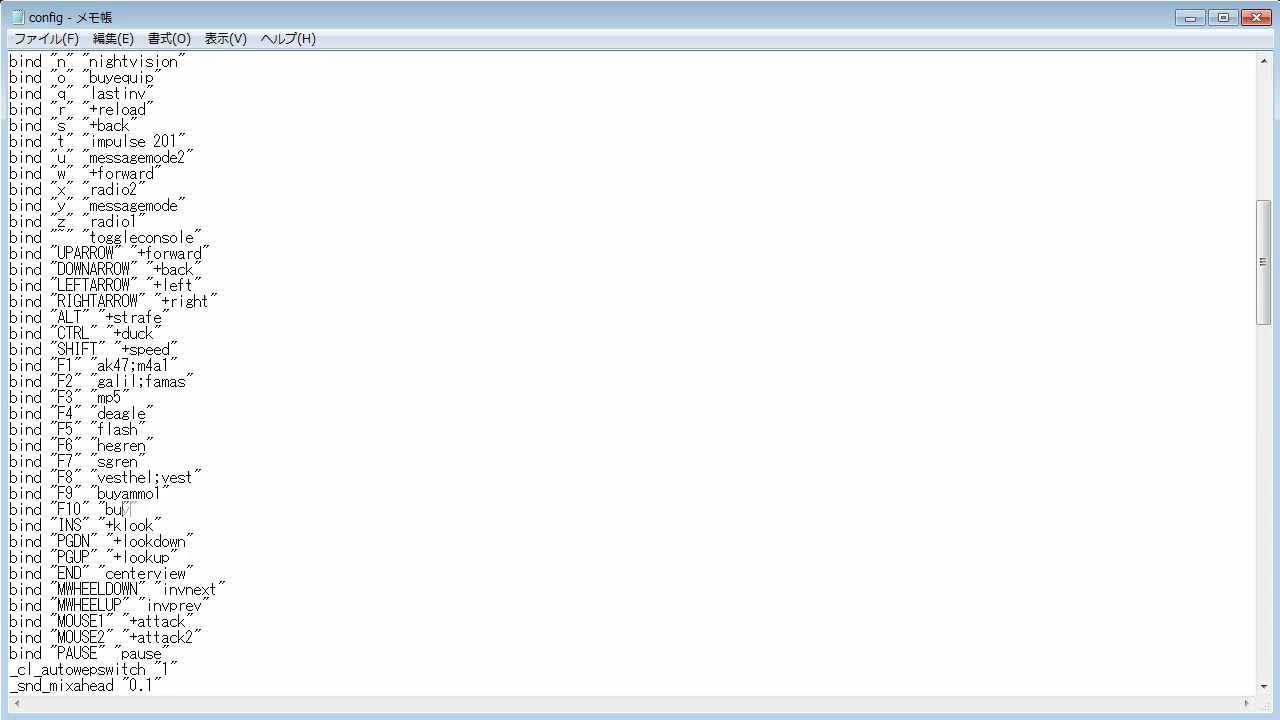 config - メモ帳
ファイル(F) 編集(E) 書式(O) 表示(V) ヘルプ(H)
bind "n" "nightvision"
bind "o" "buyequip"
bind "q" "lastinv"
bind "r" "+reload"
bind "s" "+back"
bind "t" "impulse 201"
bind "u" "messagemode2"
bind "w" "+forward"
bind "x" "radio2"
bind "y" "messagemode"
bind "z" "radio1"
bind "~" "toggleconsole"
bind "UPARROW" "+forward"
bind "DOWNARROW" "+back"
bind "LEFTARROW" "+left"
bind "RIGHTARROW" "+right"
bind "ALT" "+strafe"
bind "CTRL" "+duck"
bind "SHIFT" "+speed"
bind "F1" "ak47;m4a1"
bind "F2" "galil;famas"
bind "F3" "mp5"
bind "F4" "deagle"
bind "F5" "flash"
bind "F6" "hegren"
bind "F7" "sgren"
bind "F8" "vesthel;vest"
bind "F9" "buyammo1"
bind "F10" "buy
bind "INS" "+klook"
bind "PGDN" "+lookdown"
bind "PGUP" "+lookup"
bind "END" "centerview"
bind "MWHEELDOWN" "invnext"
bind "MWHEELUP" "invprev"
bind "MOUSE1" "+attack"
bind "MOUSE2" "+attack2"
bind "PAUSE" "pause"
_cl_autowepswitch "1"
_snd_mixahead "0.1"